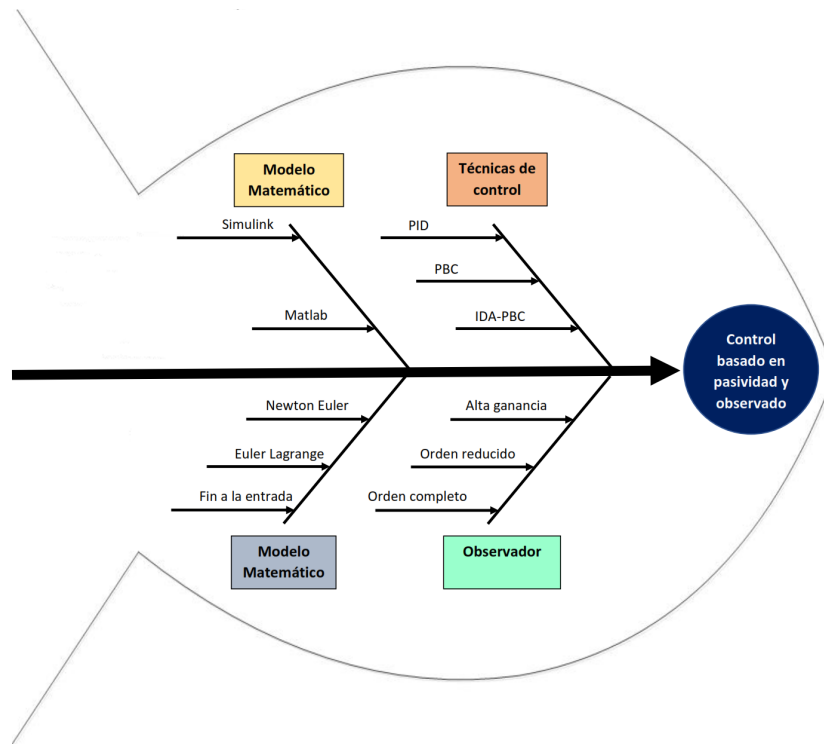 Modelo
Matemático
Técnicas de
control
Simulink
PID
PBC
Matlab
IDA-PBC
Control
basado en
pasividad y
observado
Newton Euler
Alta ganancia
Euler Lagrange
Orden reducido
Fin a la entrada
Orden completo
Modelo
Matemático
Observador